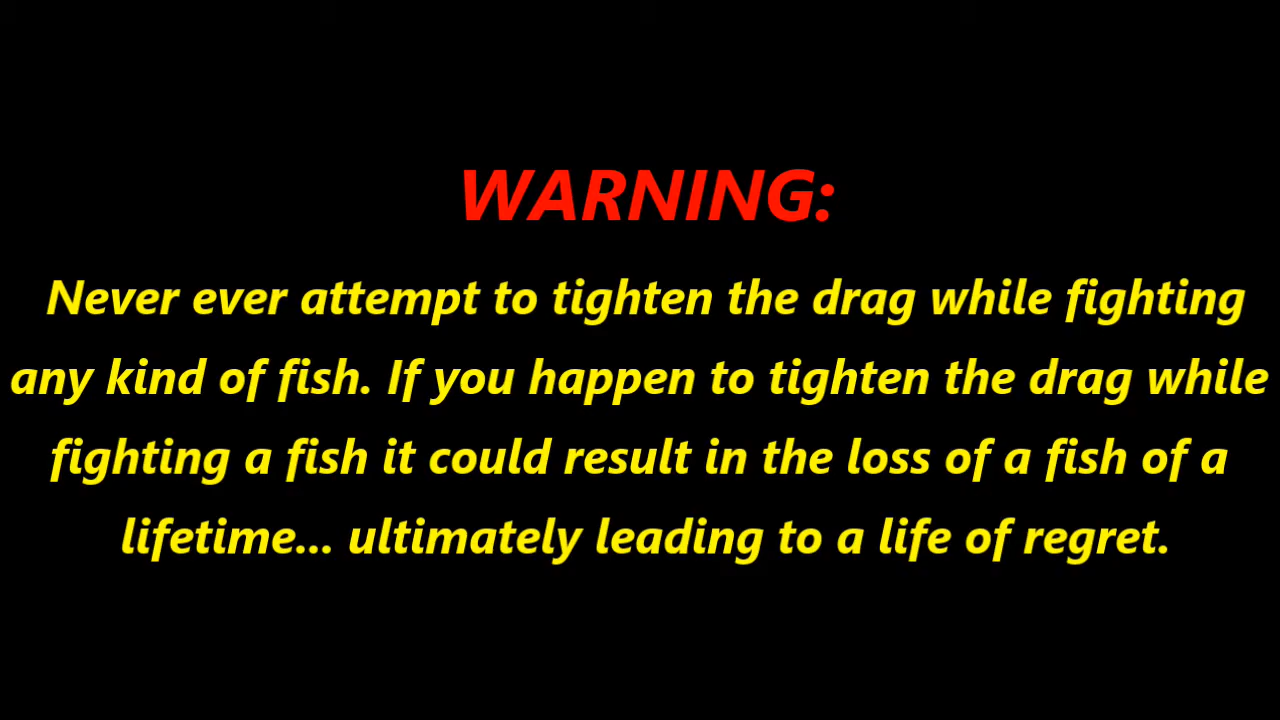 WARNING:
Never ever attempt to tighten the drag while fighting
any kind of fish. If you happen to tighten the drag while
fighting a fish it could result in the loss of a fish of a
lifetime... ultimately leading to a life of regret.